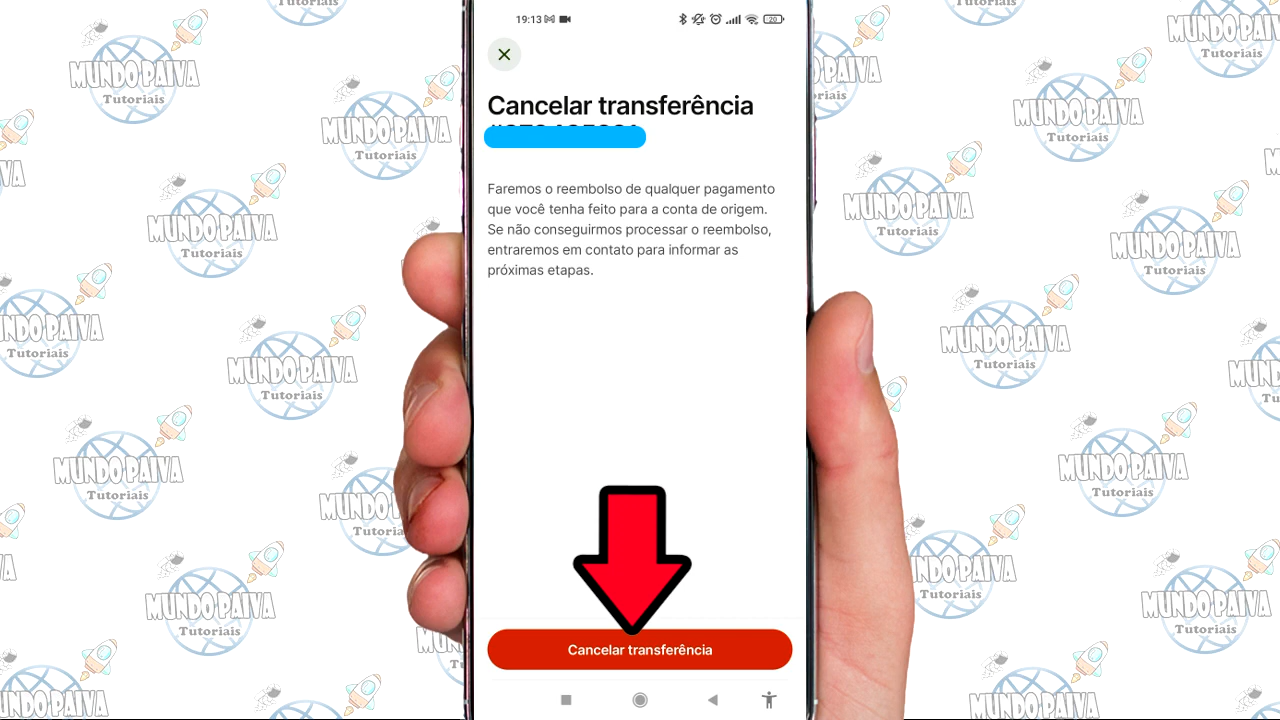 19:13
20
Cancelar transferência
Faremos o reembolso de qualquer pagamento
que você tenha feito para a conta de origem.
Se não conseguirmos processar o reembolso,
entraremos em contato para informar as
próximas etapas.
Cancelar transferência
MUNDO PAIVA
Tutoriais